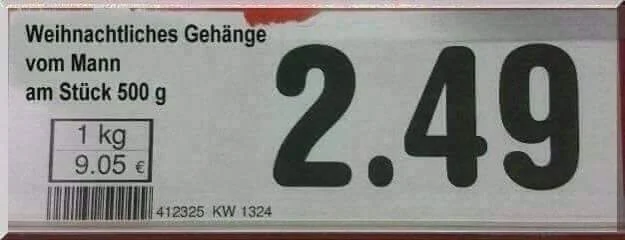 Weihnachtliches Gehänge
vom Mann
am Stück 500 g
2.49
1 kg
9.05 €
412325 KW 1324